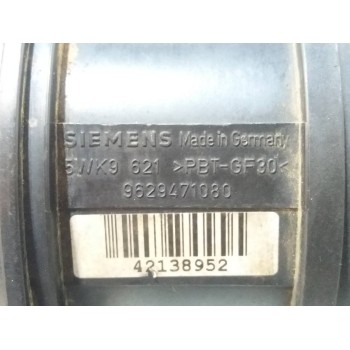 SIEMENS Made in Germany
5WK9 621 >PBT-GF30<
9629471080
42138952